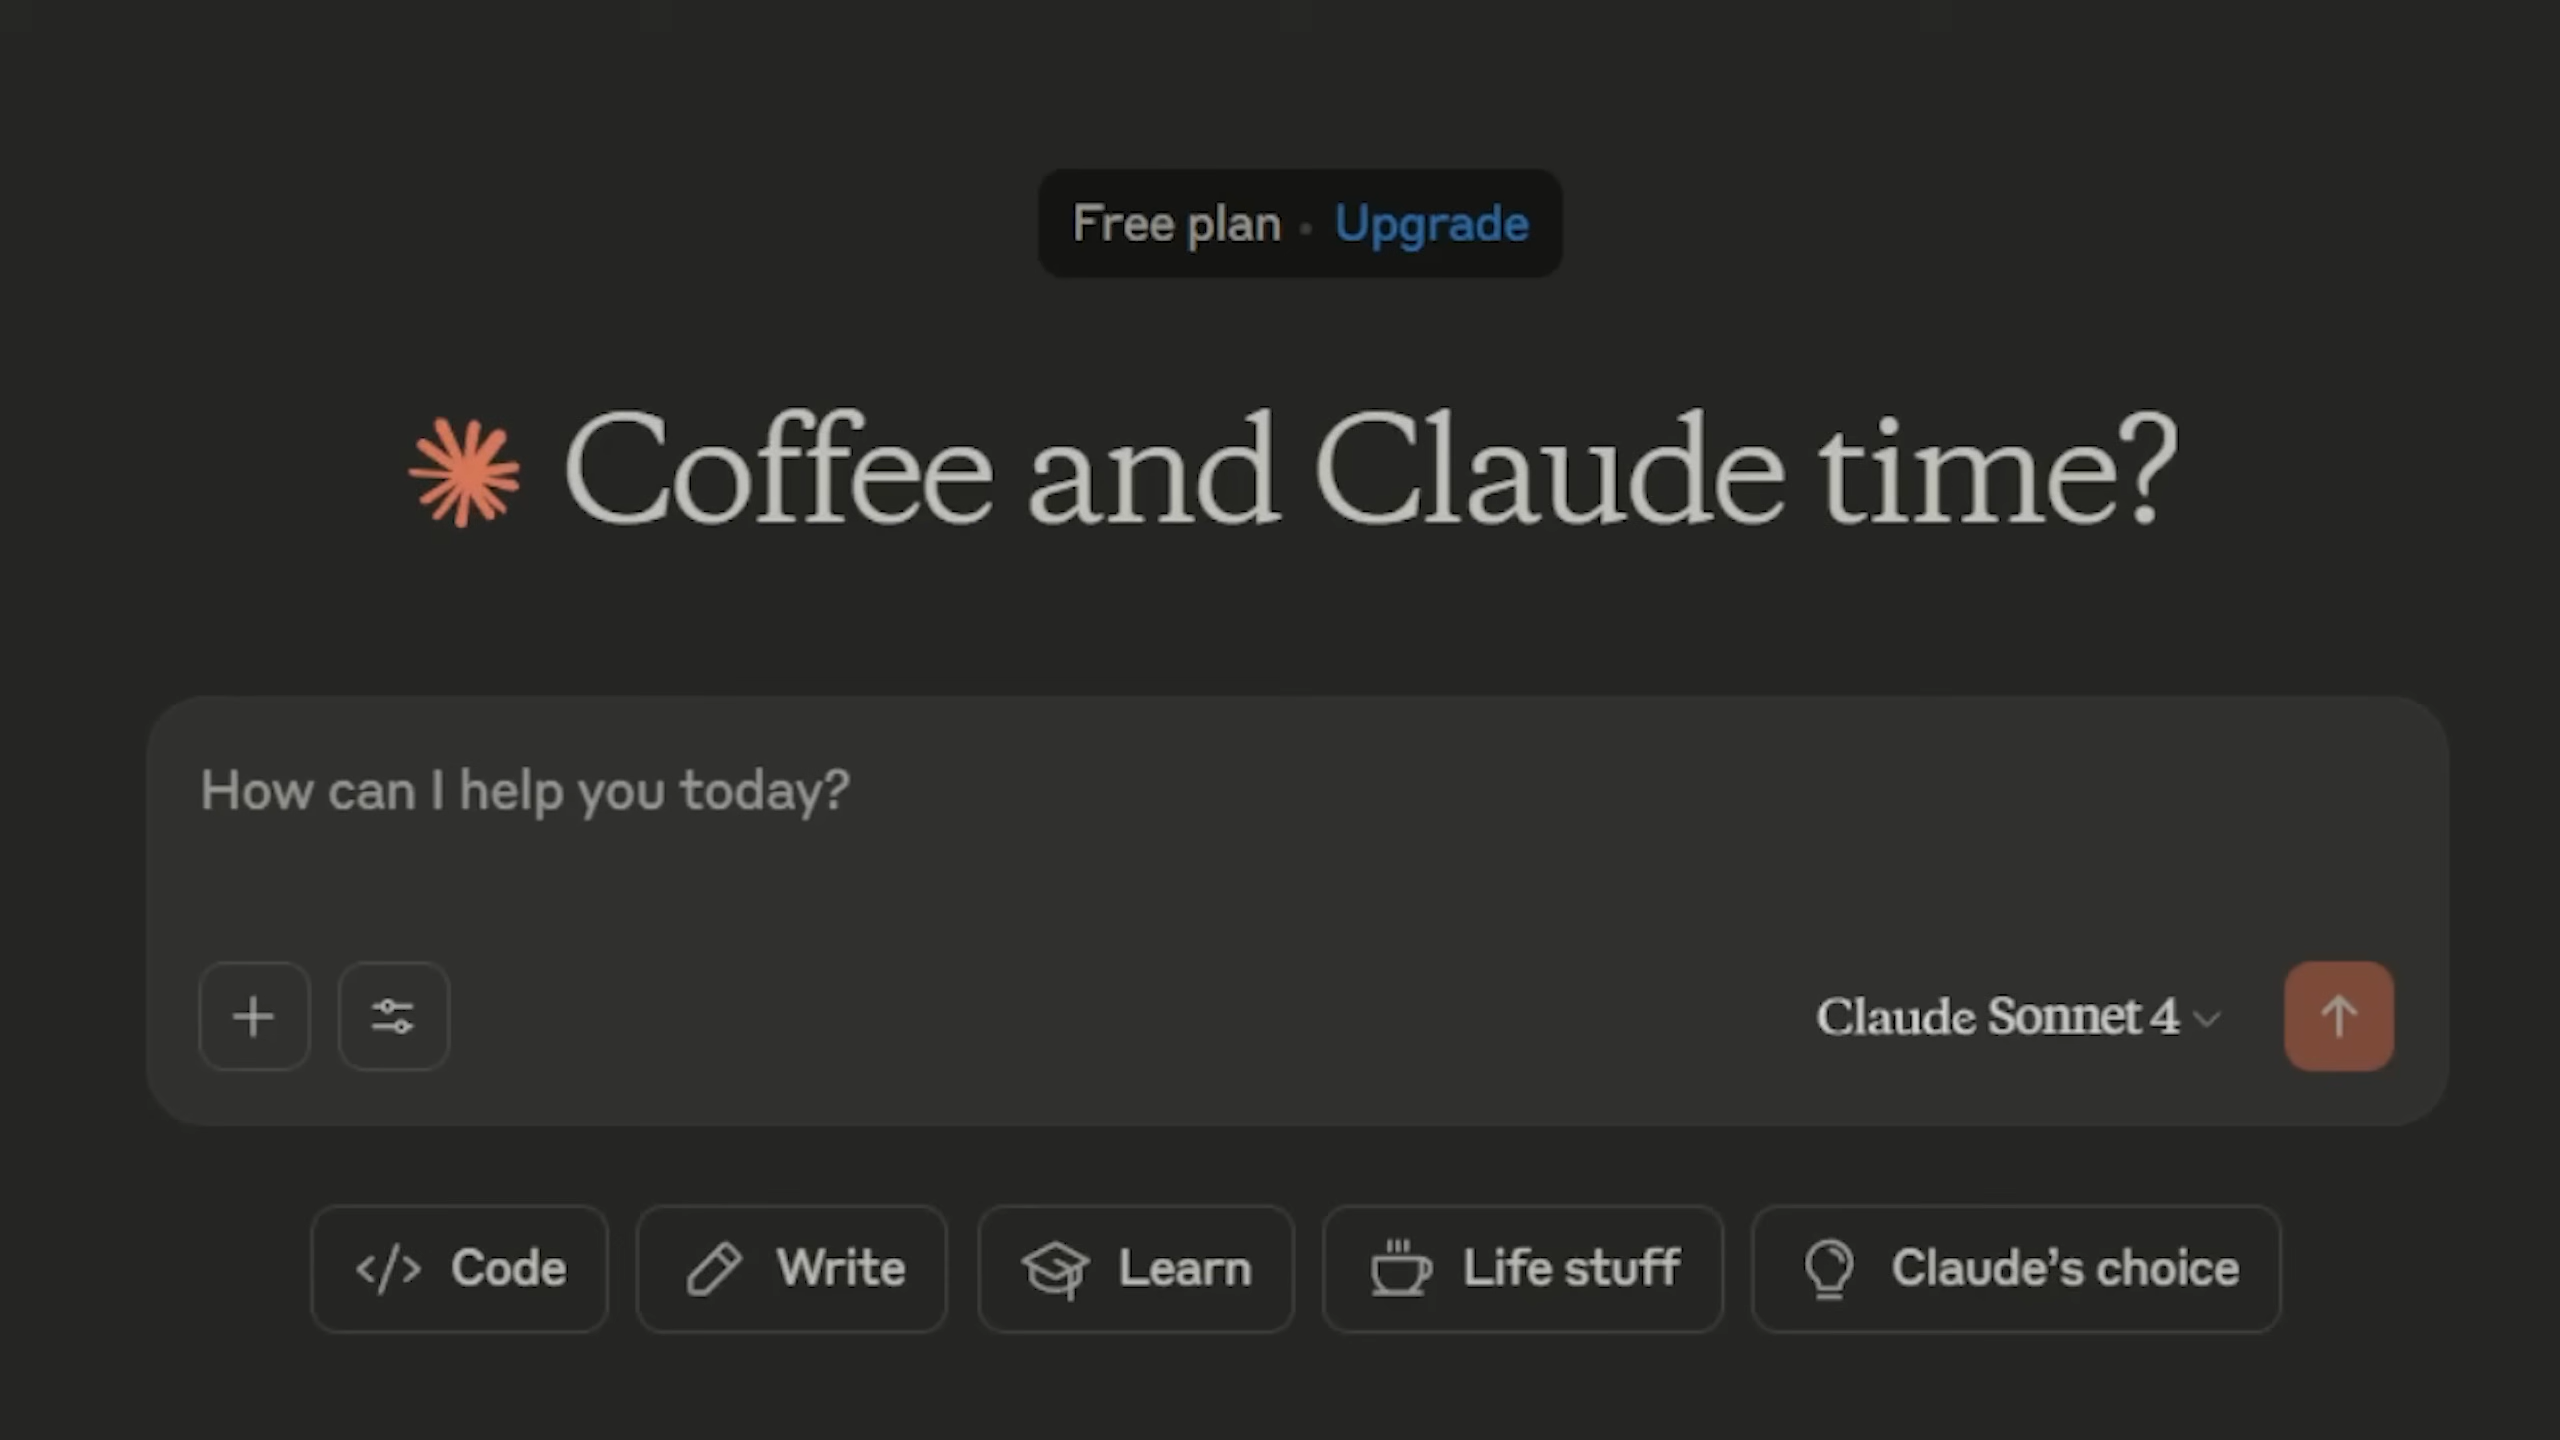 Free plan • Upgrade
Coffee and Claude time?
How can I help you today?
Claude Sonnet 4
</> Code
Write
Learn
Life stuff
Claude’s choice